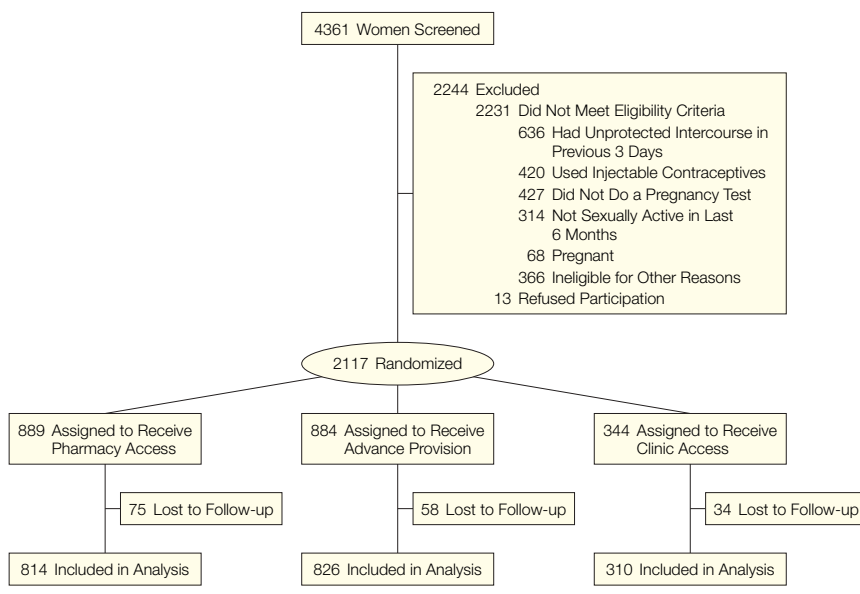 4361 Women Screened
2244 Excluded
2231 Did Not Meet Eligibility Criteria
636 Had Unprotected Intercourse in
Previous 3 Days
420 Used Injectable Contraceptives
427 Did Not Do a Pregnancy Test
314 Not Sexually Active in Last
6 Months
68 Pregnant
366 Ineligible for Other Reasons
13 Refused Participation
2117 Randomized
889 Assigned to Receive
Pharmacy Access
884 Assigned to Receive
Advance Provision
344 Assigned to Receive
Clinic Access
75 Lost to Follow-up
58 Lost to Follow-up
34 Lost to Follow-up
814 Included in Analysis
826 Included in Analysis
310 Included in Analysis